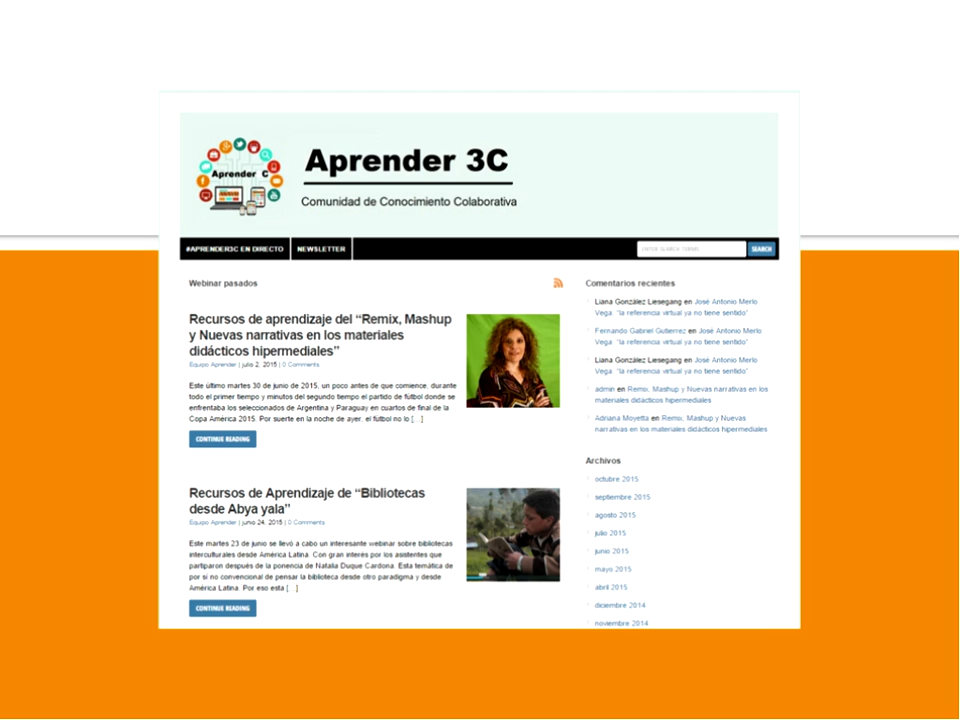 Aprender C
Aprender 3C
Comunidad de Conocimiento Colaborativa
#APRENDER3C EN DIRECTO
NEWSLETTER
ENTER SEARCH TERMS
SEARCH
Webinar pasados
Recursos de aprendizaje del “Remix, Mashup
y Nuevas narrativas en los materiales
didácticos hipermediales”
Equipo Aprender | julio 2, 2015 | 0 Comments
Este último martes 30 de junio de 2015, un poco antes de que comience, durante
todo el primer tiempo y minutos del segundo tiempo el partido de fútbol donde se
enfrentaba los seleccionados de Argentina y Paraguay en cuartos de final de la
Copa América 2015. Por suerte en la noche de ayer, el fútbol no lo [...]
CONTINUE READING
Recursos de Aprendizaje de “Bibliotecas
desde Abya yala”
Equipo Aprender | junio 24, 2015 | 0 Comments
Este martes 23 de junio se llevó a cabo un interesante webinar sobre bibliotecas
interculturales desde América Latina. Con gran interés por los asistentes que
partiparon después de la ponencia de Natalia Duque Cardona. Esta temática de
por sí no convencional de pensar la biblioteca desde otro paradigma y desde
América Latina. Por eso esta [...]
CONTINUE READING
Comentarios recientes
Liana González Liesegang en José Antonio Merlo
Vega: “la referencia virtual ya no tiene sentido”
Fernando Gabriel Gutierrez en José Antonio Merlo
Vega: “la referencia virtual ya no tiene sentido”
Liana González Liesegang en José Antonio Merlo
Vega: “la referencia virtual ya no tiene sentido”
admin en Remix, Mashup y Nuevas narrativas en los
materiales didácticos hipermediales
Adriana Moyetta en Remix, Mashup y Nuevas
narrativas en los materiales didácticos hipermediales
Archivos
octubre 2015
septiembre 2015
agosto 2015
julio 2015
junio 2015
mayo 2015
abril 2015
diciembre 2014
noviembre 2014